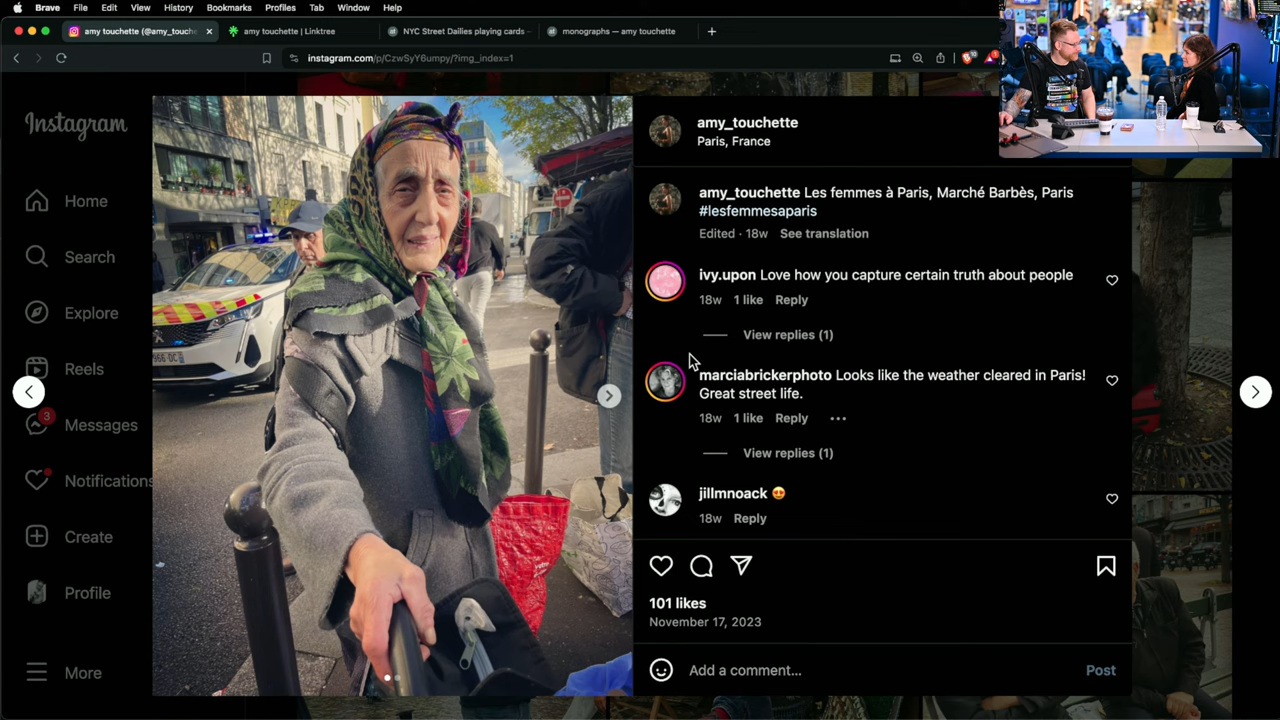 Brave File Edit View History Bookmarks Profiles Tab Window Help
amy touchette (@amy_touch
amy touchette | Linktree
NYC Street Dailies playing cards
monographs — amy touchette
instagram.com/p/CzwSyY6umpy/?img_index=1
Instagram
Home
Search
Explore
Reels
3
Messages
Notifications
Create
Profile
More
amy_touchette
Paris, France
amy_touchette Les femmes à Paris, Marché Barbès, Paris
#lesfemmesaparis
Edited · 18w See translation
ivy.upon Love how you capture certain truth about people
18w 1 like Reply
View replies (1)
marciabrickerphoto Looks like the weather cleared in Paris!
Great street life.
18w 1 like Reply
View replies (1)
jillmnoack 😍
18w Reply
101 likes
November 17, 2023
Add a comment...
Post